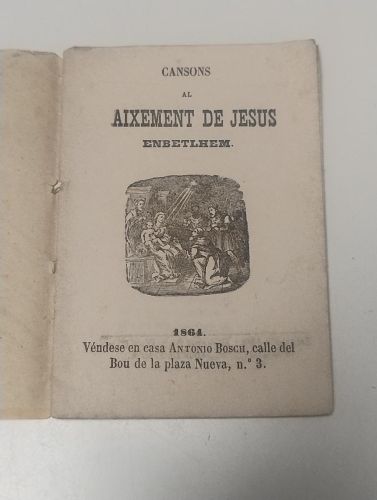 CANSONS
AL
AIXEMENT DE JESUS
ENBETLHEM.
1864.
Véndese en casa ANTONIO BOSCH, calle del
Bou de la plaza Nueva, n.º 3.